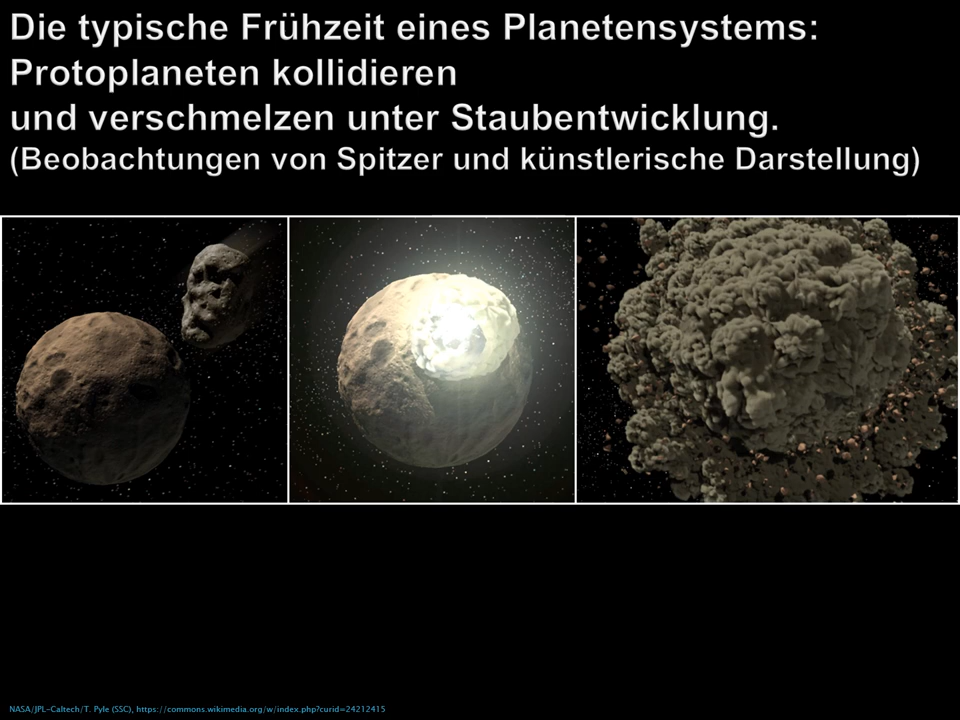 Die typische Frühzeit eines Planetensystems:
Protoplaneten kollidieren
und verschmelzen unter Staubentwicklung.
(Beobachtungen von Spitzer und künstlerische Darstellung)
NASA/JPL-Caltech/T. Pyle (SSC), https://commons.wikimedia.org/w/index.php?curid=24212415